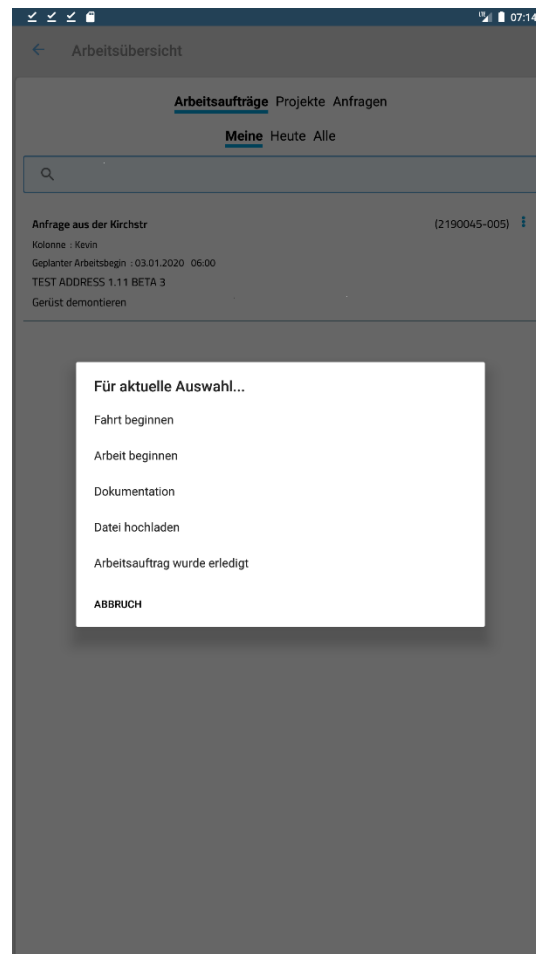 07:14
Arbeitsübersicht
Arbeitsaufträge Projekte Anfragen
Meine Heute Alle
Anfrage aus der Kirchstr (2190045-005)
Kolonne : Kevin
Geplanter Arbeitsbegin : 03.01.2020 06:00
TEST ADDRESS 1.11 BETA 3
Gerüst demontieren
Für aktuelle Auswahl...
Fahrt beginnen
Arbeit beginnen
Dokumentation
Datei hochladen
Arbeitsauftrag wurde erledigt
ABBRUCH